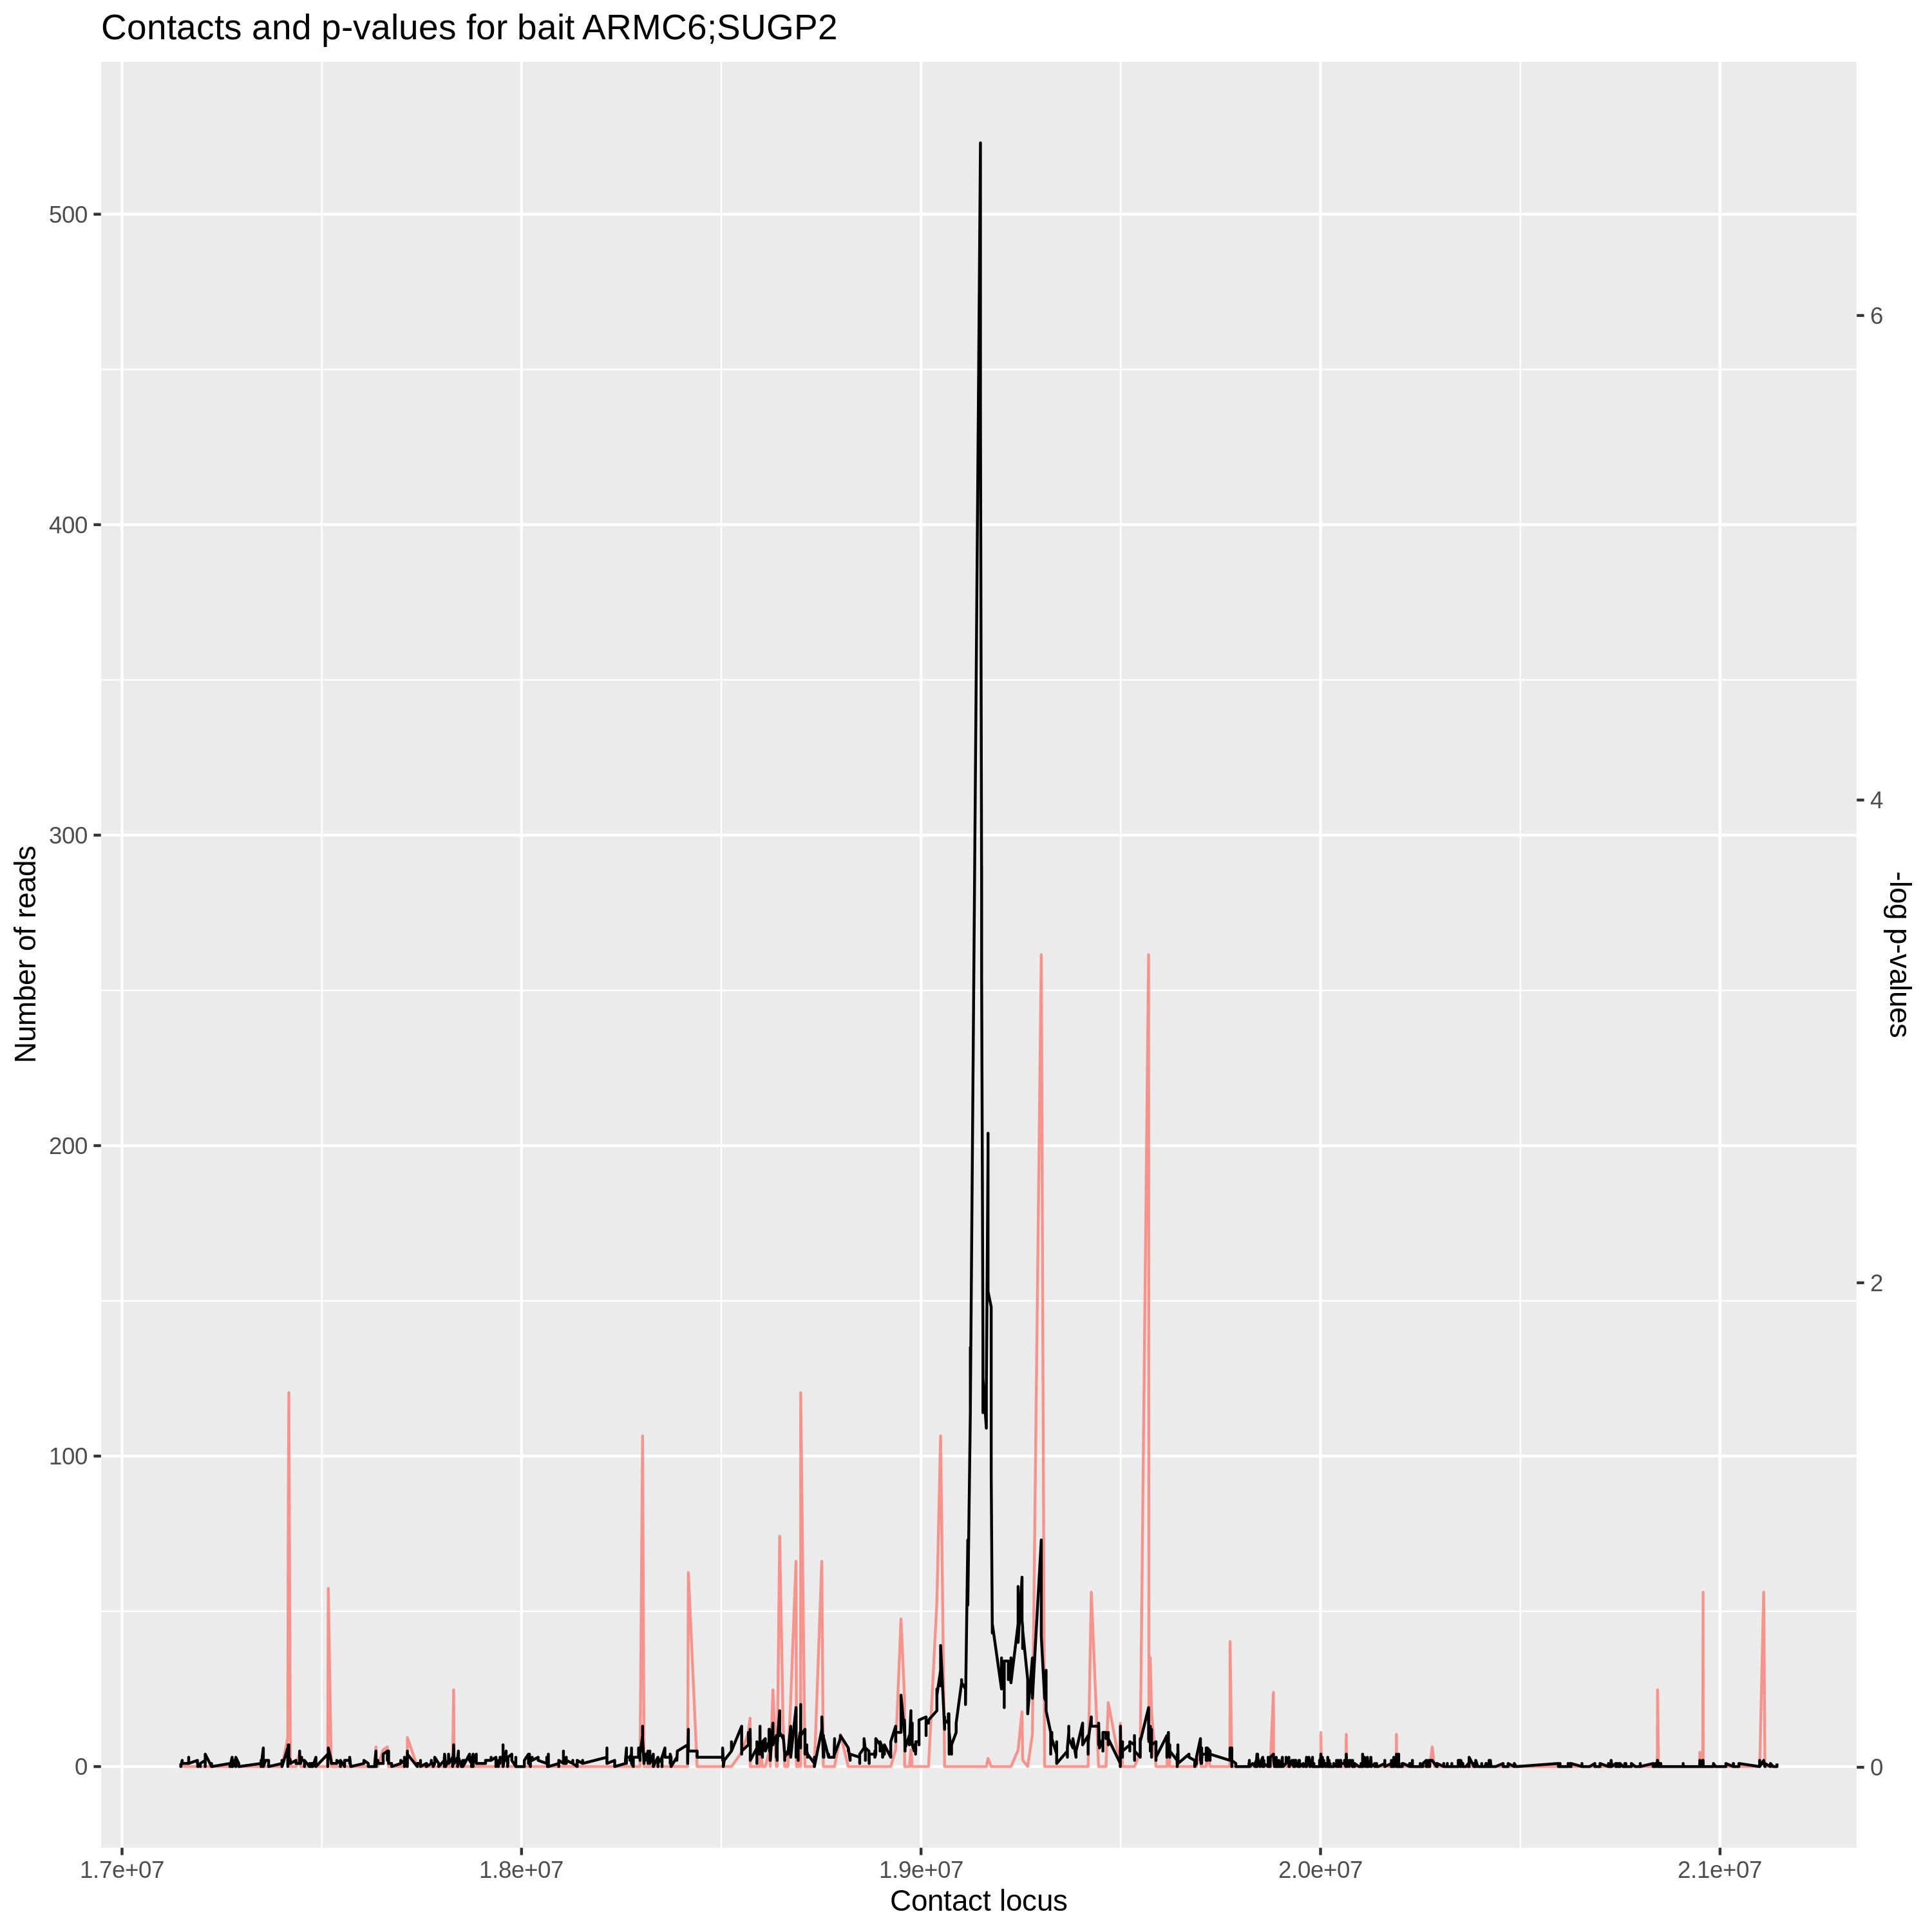 Contacts and p-values for bait ARMC6;SUGP2
Number of reads
500
400
300
200
100
0
6
4
2
0
-log p-values
1.7e+07
1.8e+07
1.9e+07
2.0e+07
2.1e+07
Contact locus